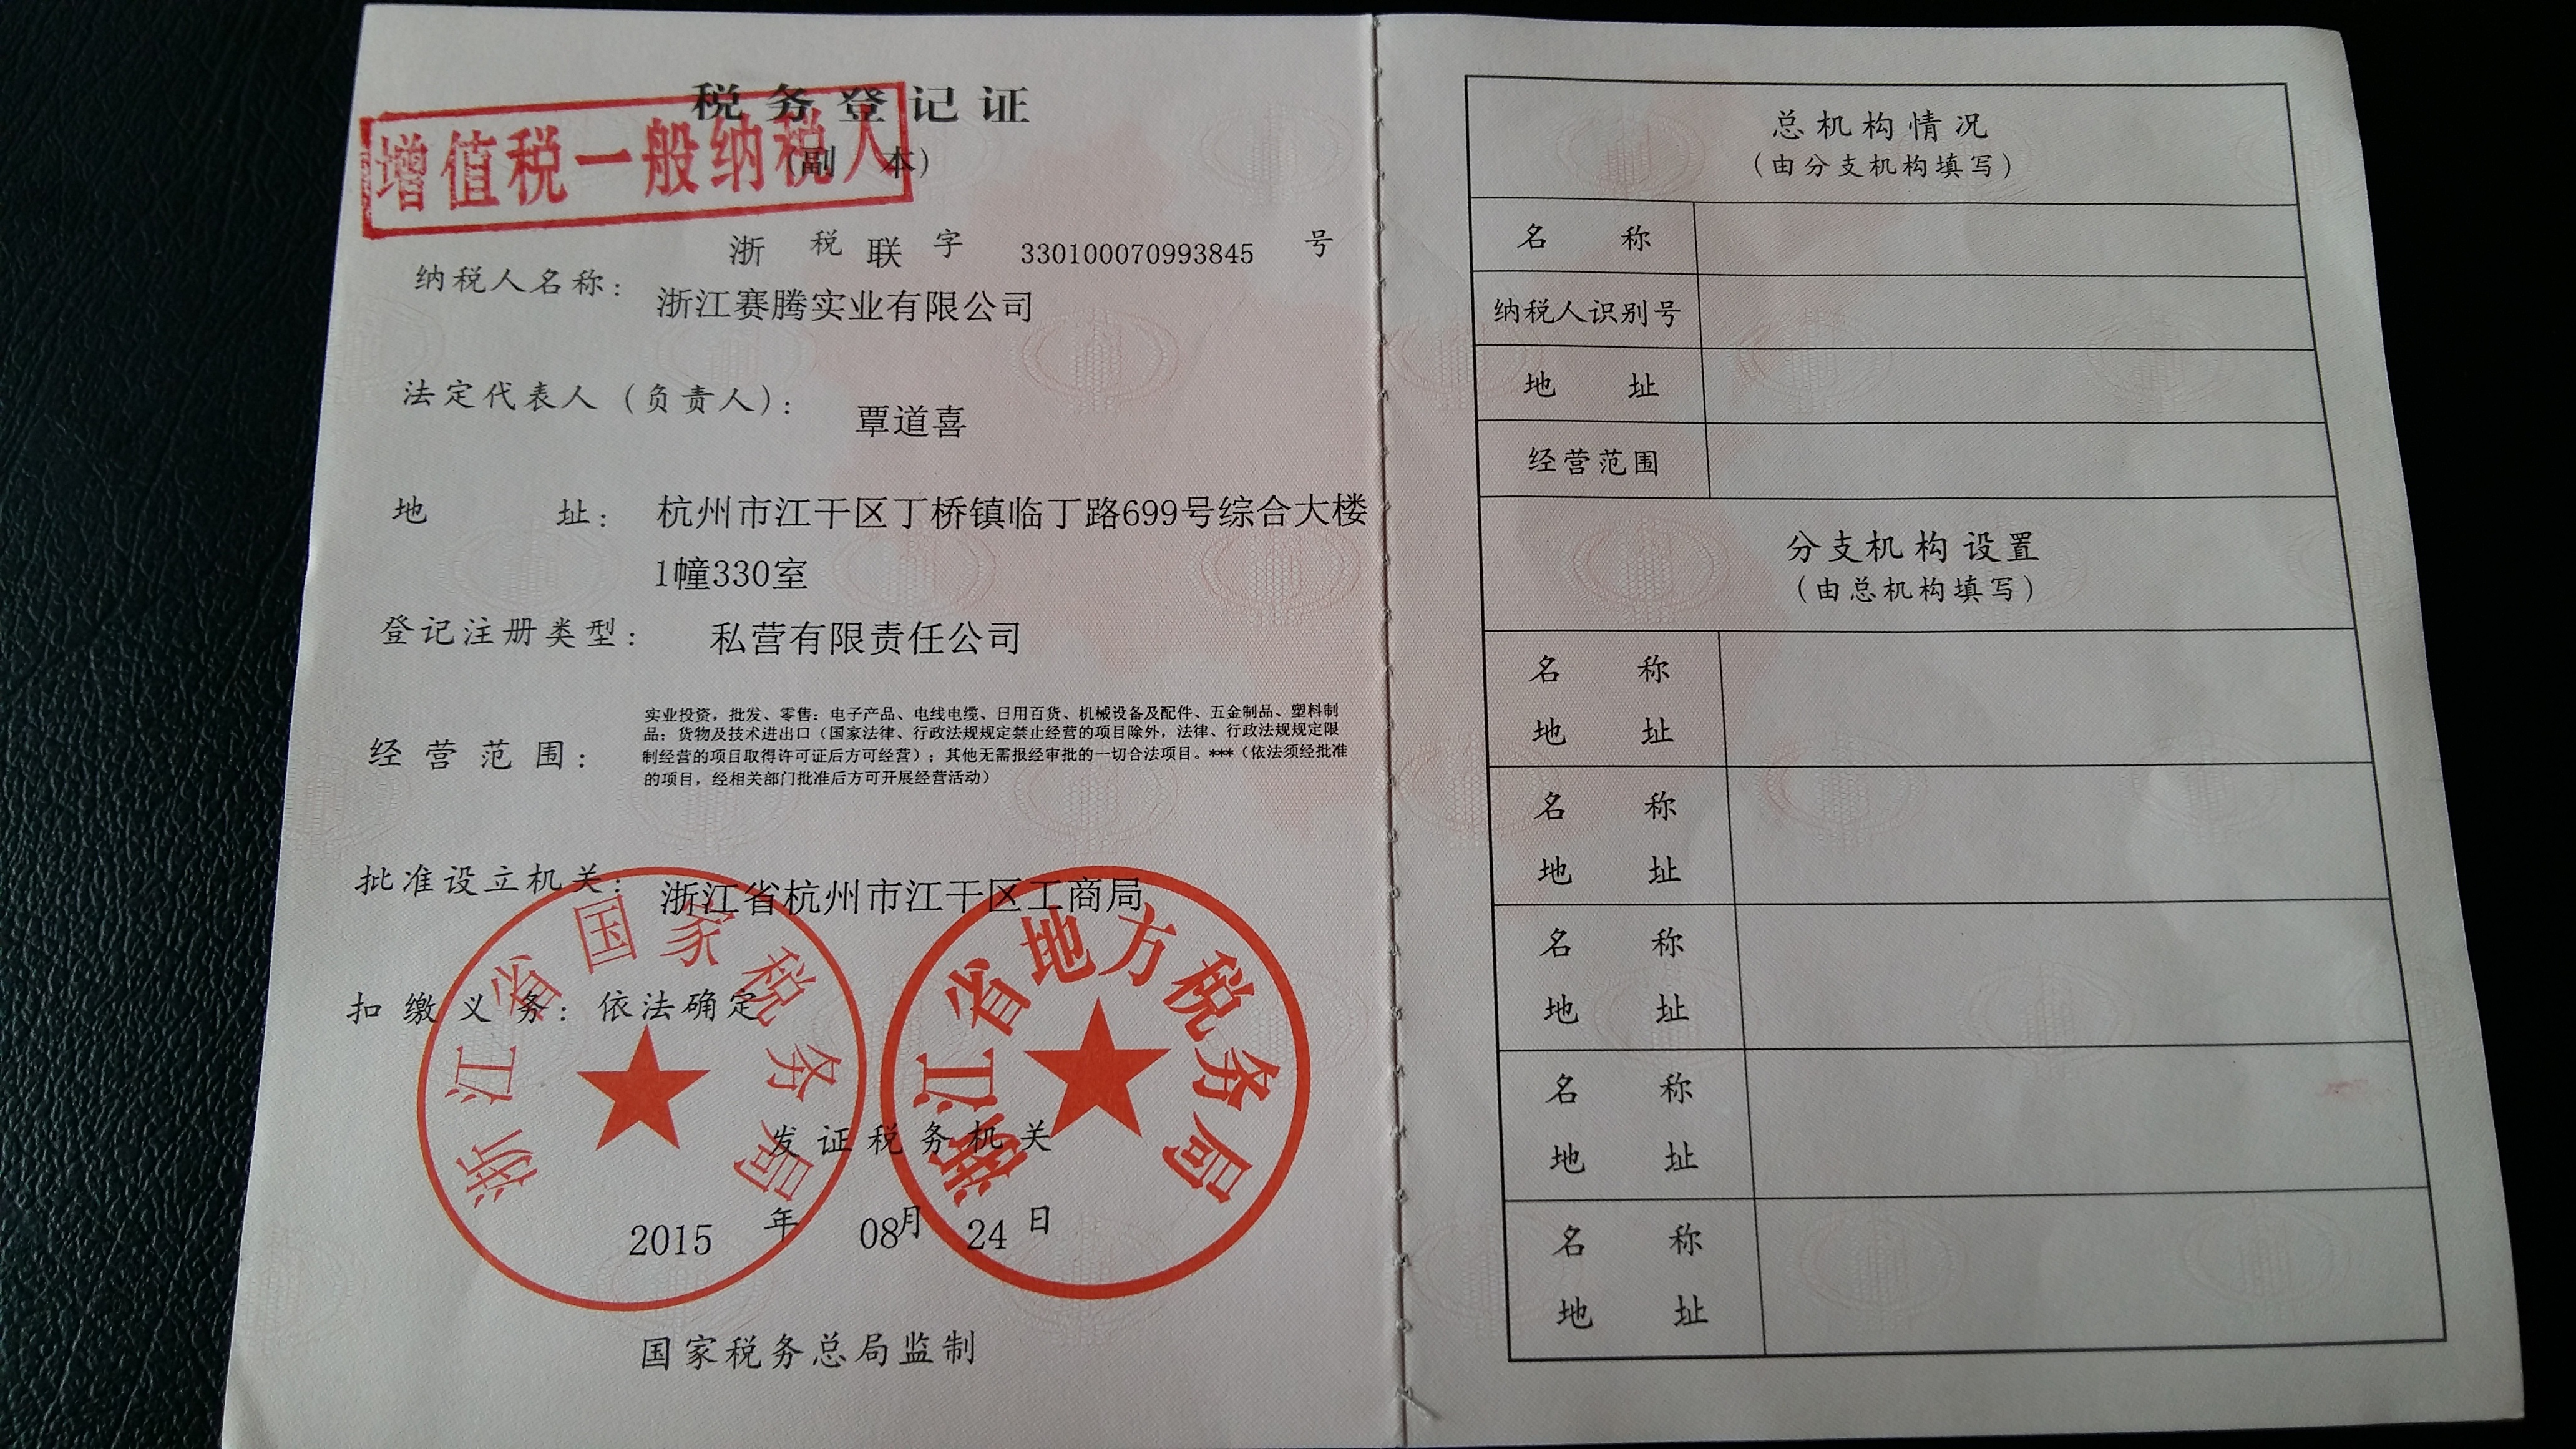 税务登记证
(副 本)
增值税一般纳税人
浙 税 联 字 330100070993845 号
纳税人名称: 浙江赛腾实业有限公司
法定代表人(负责人): 覃道喜
地 址: 杭州市江干区丁桥镇临丁路699号综合大楼
1幢330室
登记注册类型: 私营有限责任公司
经营范围: 实业投资,批发、零售:电子产品、电线电缆、日用百货、机械设备及配件、五金制品、塑料制
品;货物及技术进出口(国家法律、行政法规规定禁止经营的项目除外,法律、行政法规规定限
制经营的项目取得许可证后方可经营);其他无需报经审批的一切合法项目。***(依法须经批准
的项目,经相关部门批准后方可开展经营活动)
批准设立机关: 浙江省杭州市江干区工商局
扣缴义务: 依法确定
浙江省国家税务局
浙江省地方税务局
发证税务机关
2015 年 08月 24 日
国家税务总局监制
总机构情况
(由分支机构填写)
名 称
纳税人识别号
地 址
经营范围
分支机构设置
(由总机构填写)
名 称
地 址
名 称
地 址
名 称
地 址
名 称
地 址
名 称
地 址